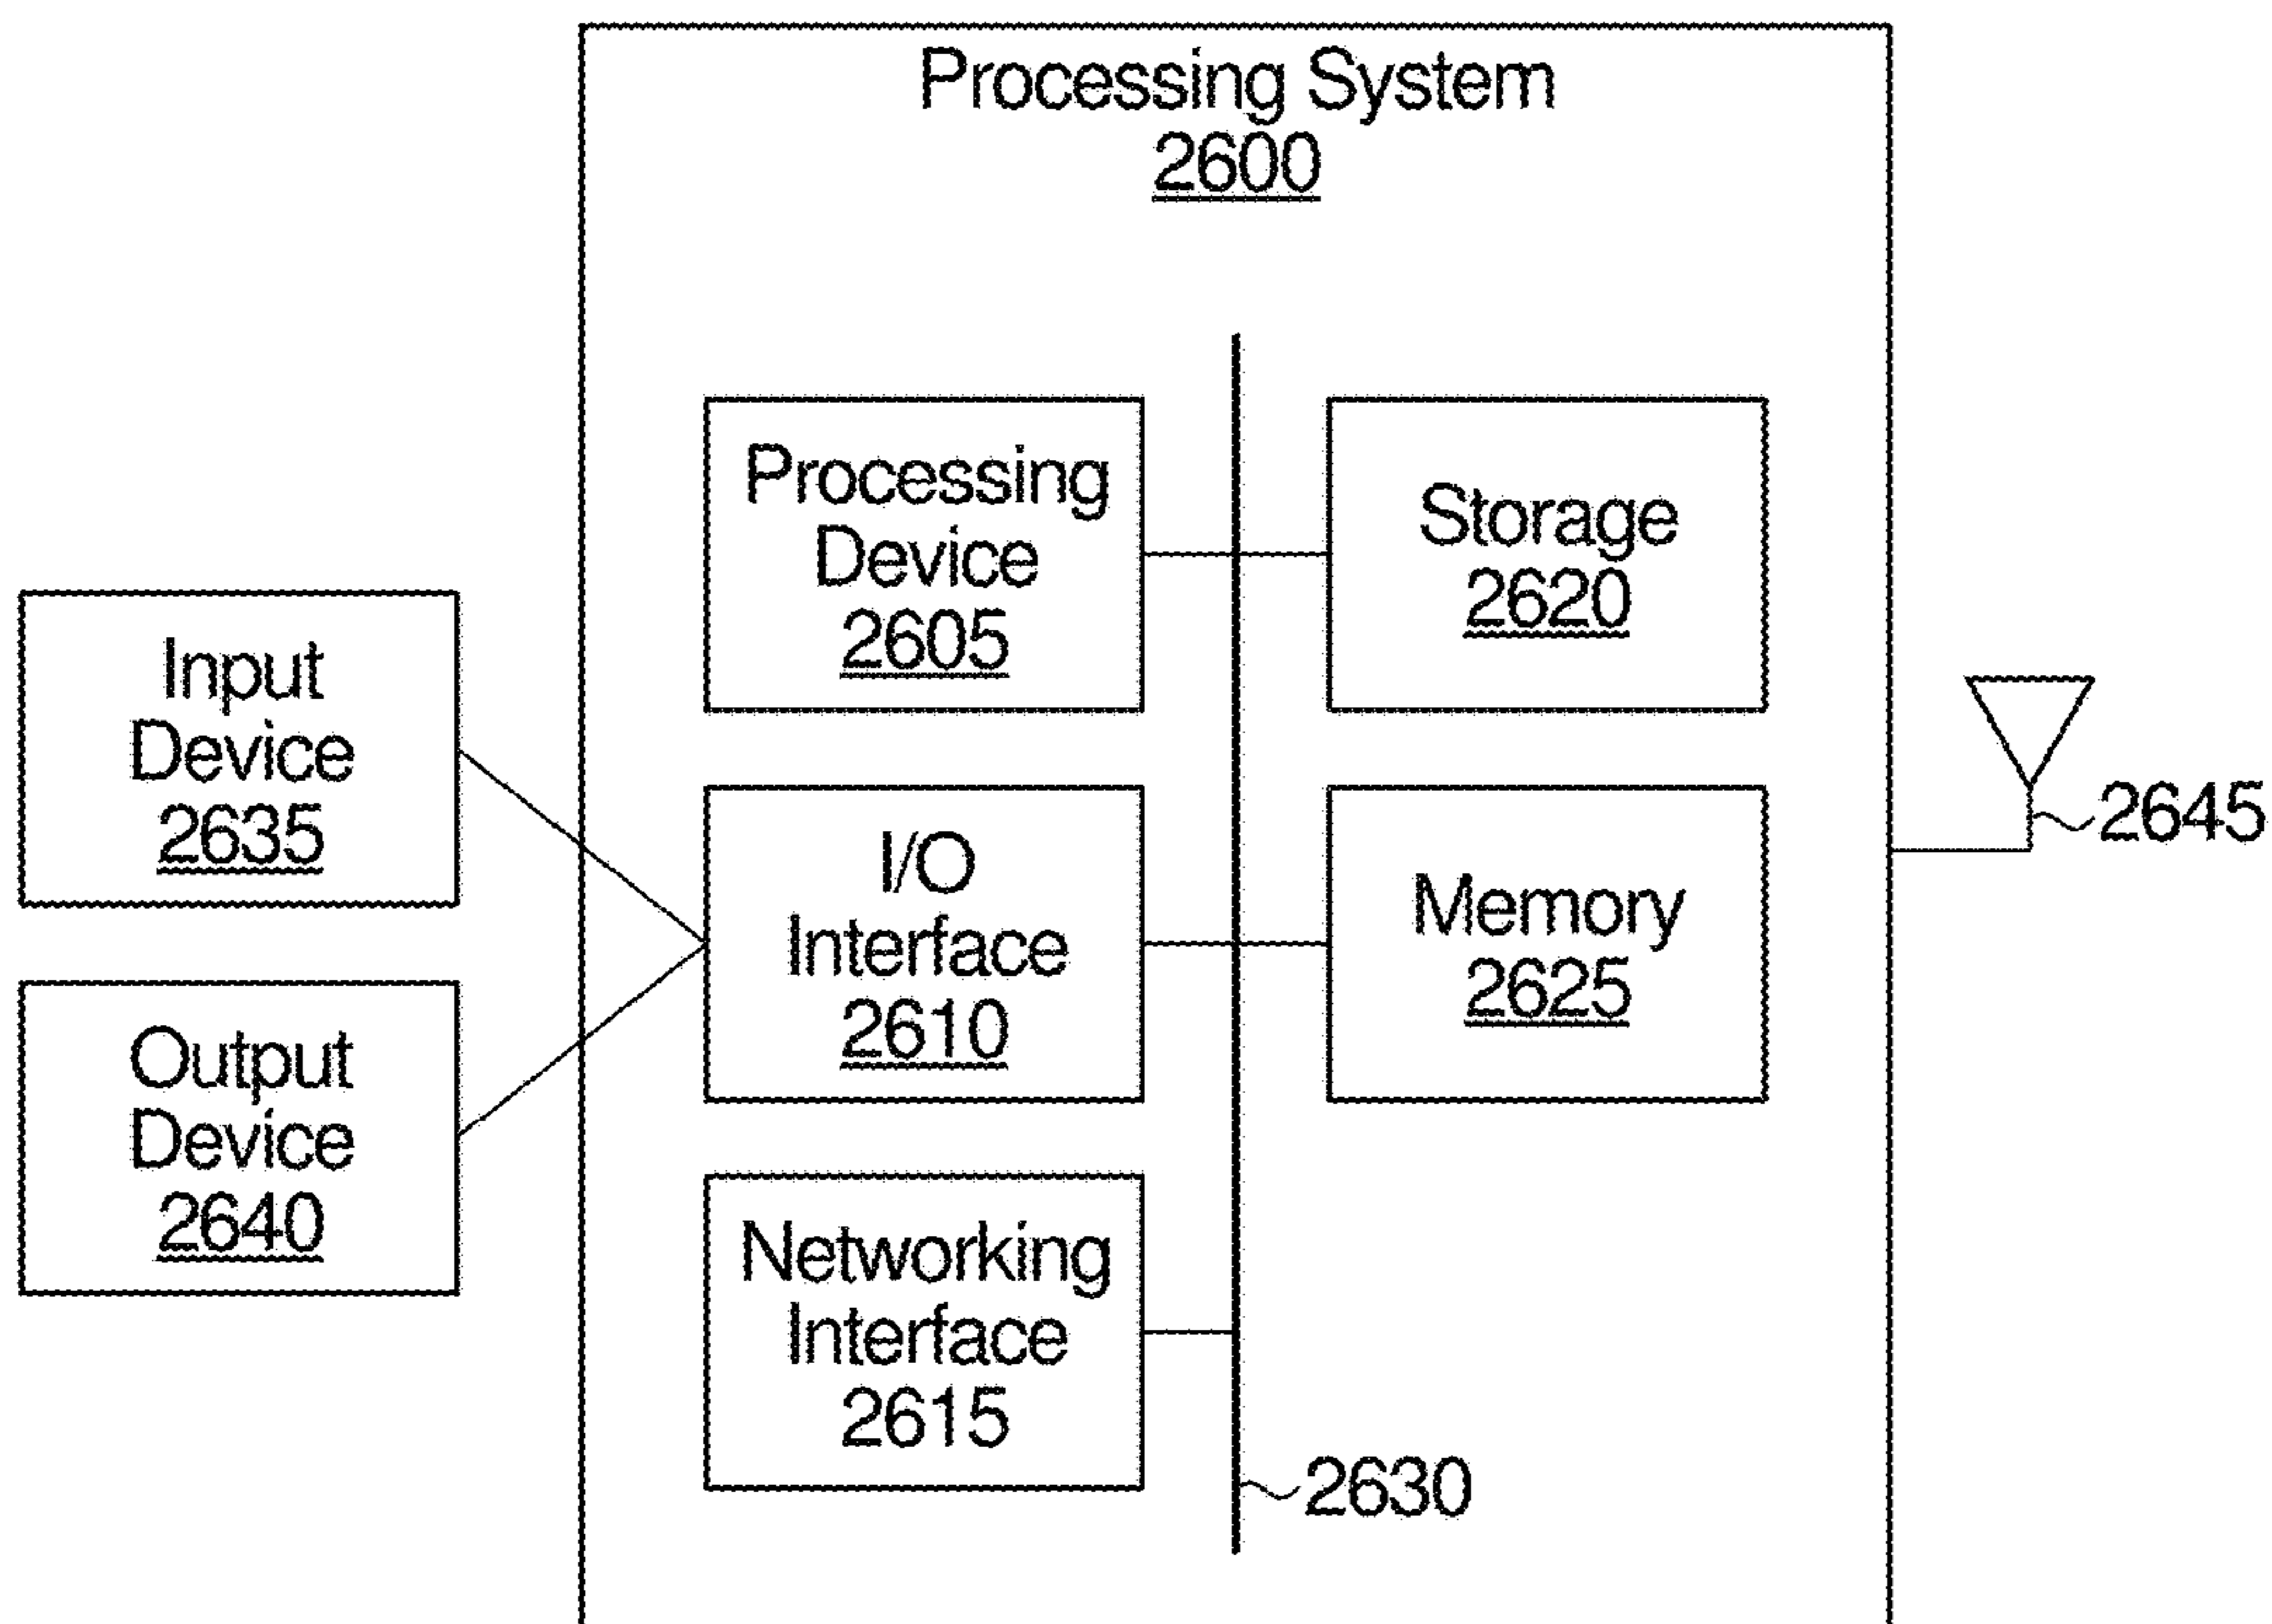 Processing System
2600
Processing
Device
2605
Storage
2620
Input
Device
2635
I/O
Interface
2610
Memory
2625
2645
Output
Device
2640
Networking
Interface
2615
2630